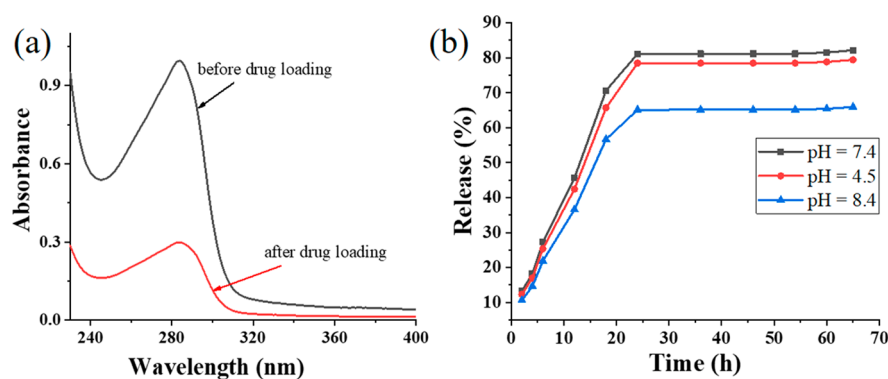 (a)
before drug loading
after drug loading
Absorbance
0.9
0.6
0.3
0.0
240
280
320
360
400
Wavelength (nm)
(b)
Release (%)
90
80
70
60
50
40
30
20
10
pH = 7.4
pH = 4.5
pH = 8.4
0
10
20
30
40
50
60
70
Time (h)